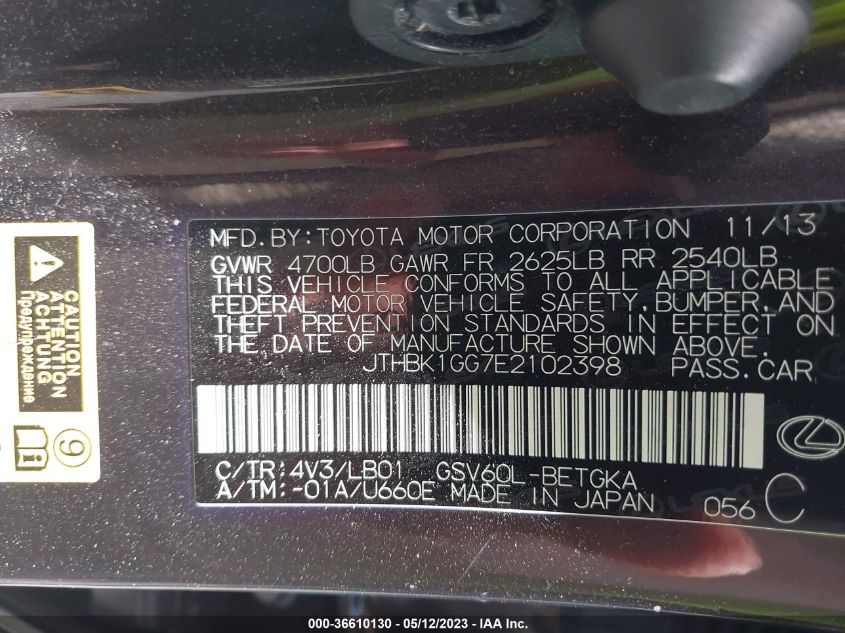 MFD. BY: TOYOTA MOTOR CORPORATION 11/13
GVWR 4700LB GAWR FR 2625LB RR 2540LB
THIS VEHICLE CONFORMS TO ALL APPLICABLE
FEDERAL MOTOR VEHICLE SAFETY, BUMPER, AND
THEFT PREVENTION STANDARDS IN EFFECT ON
THE DATE OF MANUFACTURE SHOWN ABOVE.
JTHBK1GG7E2102398 PASS. CAR
C/TR: 4V3/LB01 GSV60L-BETGKA
A/TM: -01A/U660E MADE IN JAPAN 056 C
CAUTION
ATTENTION
ACHTUNG
Предупреждение
9
000-36610130 - 05/12/2023 - IAA Inc.